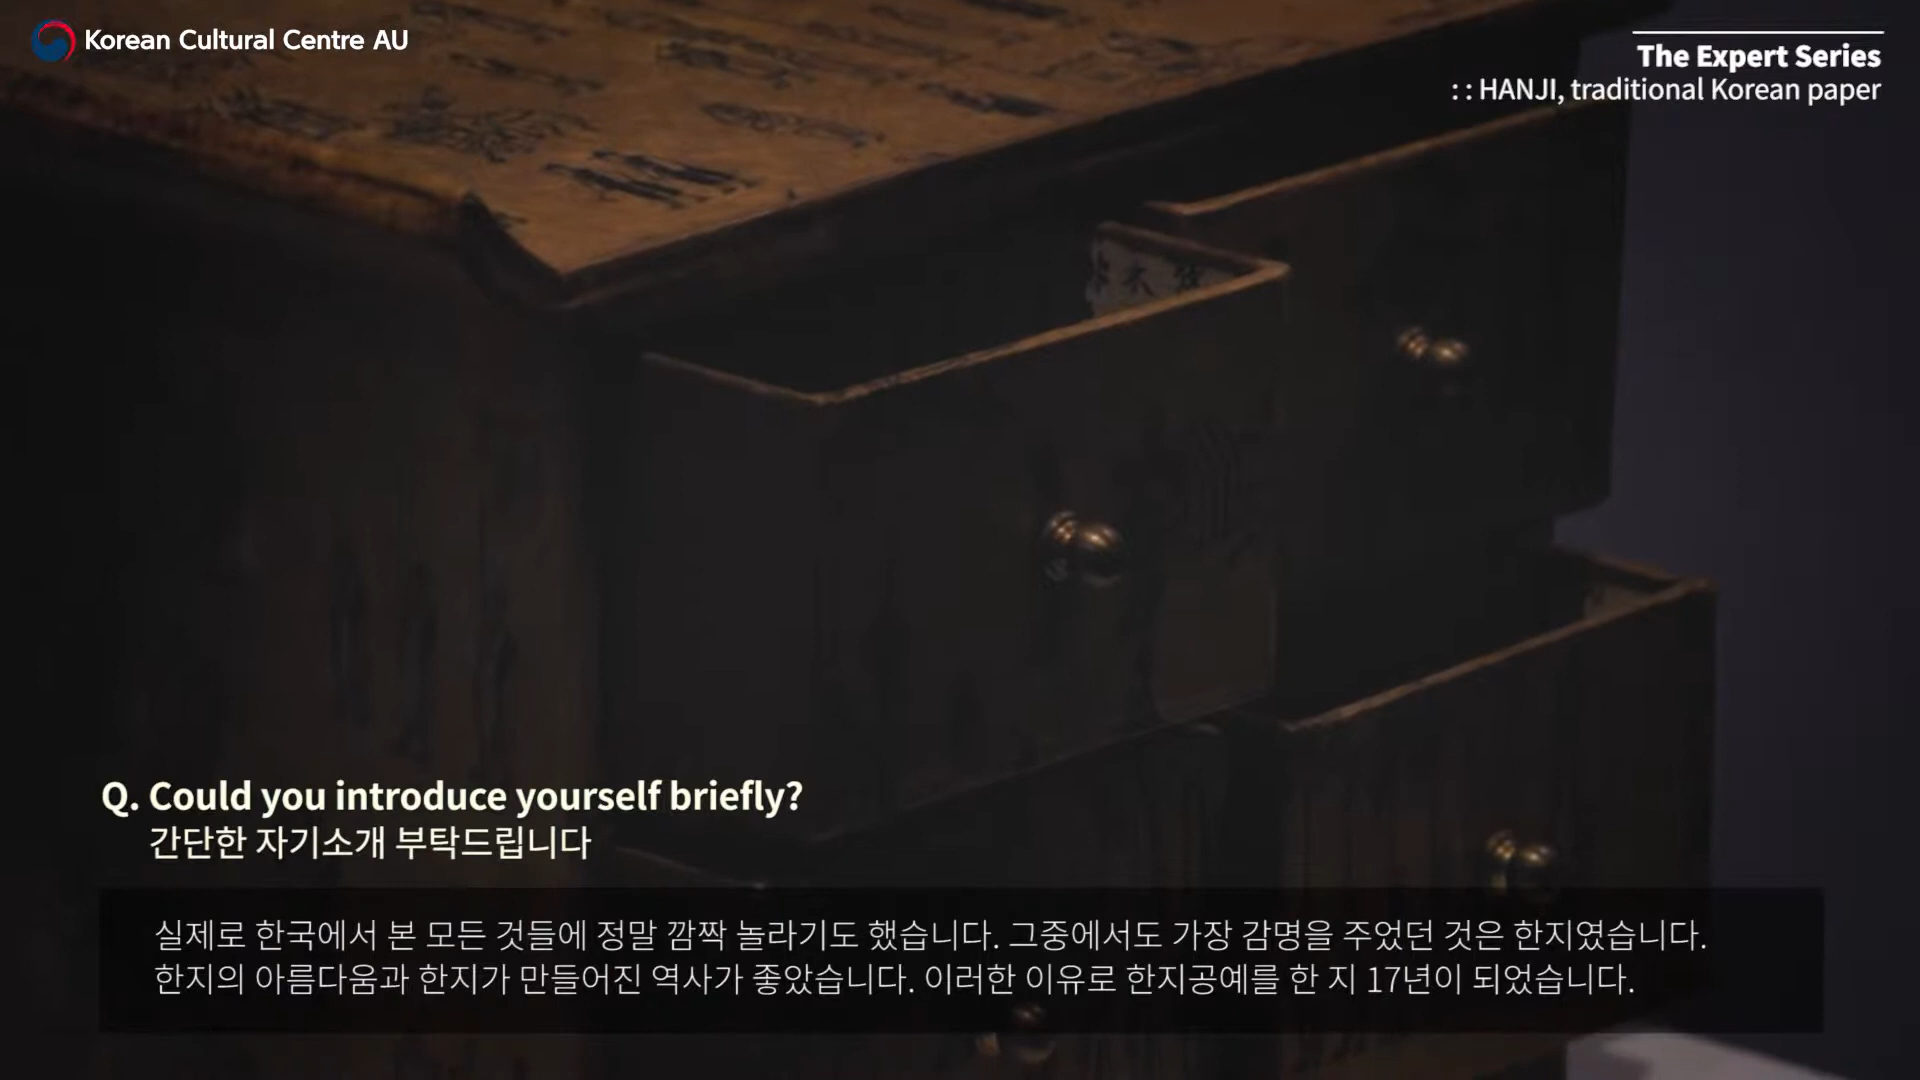 Korean Cultural Centre AU
The Expert Series
:: HANJI, traditional Korean paper
Q. Could you introduce yourself briefly?
간단한 자기소개 부탁드립니다
실제로 한국에서 본 모든 것들에 정말 깜짝 놀라기도 했습니다. 그중에서도 가장 감명을 주었던 것은 한지였습니다.
한지의 아름다움과 한지가 만들어진 역사가 좋았습니다. 이러한 이유로 한지공예를 한 지 17년이 되었습니다.